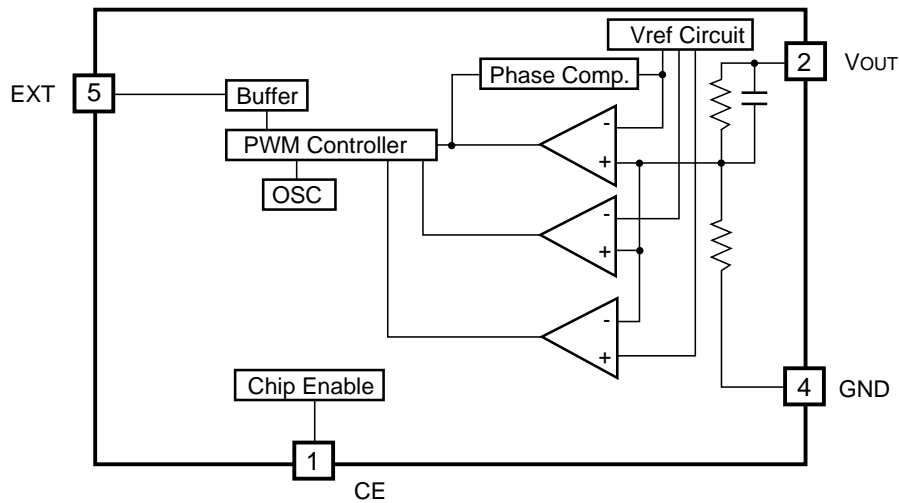 Vref Circuit
2 VOUT
Phase Comp.
EXT 5
Buffer
-
PWM Controller
+
OSC
-
+
-
+
Chip Enable
4 GND
1
CE